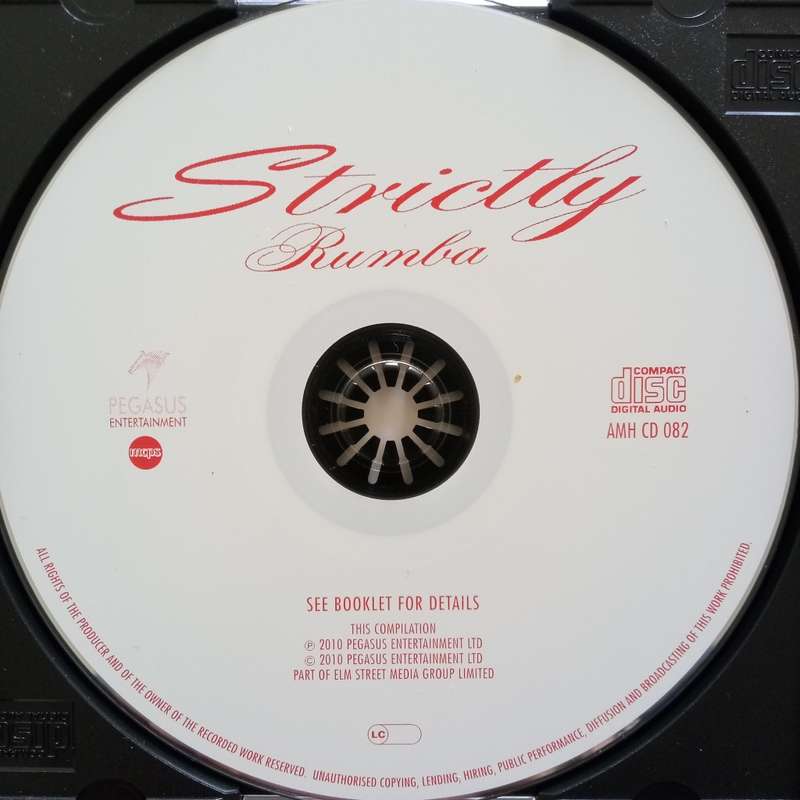 Strictly
Rumba
PEGASUS
ENTERTAINMENT
mcps
COMPACT
disc
DIGITAL AUDIO
AMH CD 082
SEE BOOKLET FOR DETAILS
THIS COMPILATION
℗ 2010 PEGASUS ENTERTAINMENT LTD
© 2010 PEGASUS ENTERTAINMENT LTD
PART OF ELM STREET MEDIA GROUP LIMITED
LC
ALL RIGHTS OF THE PRODUCER AND OF THE OWNER OF THE RECORDED WORK RESERVED. UNAUTHORISED COPYING, LENDING, HIRING, PUBLIC PERFORMANCE, DIFFUSION AND BROADCASTING OF THIS WORK PROHIBITED.
disc